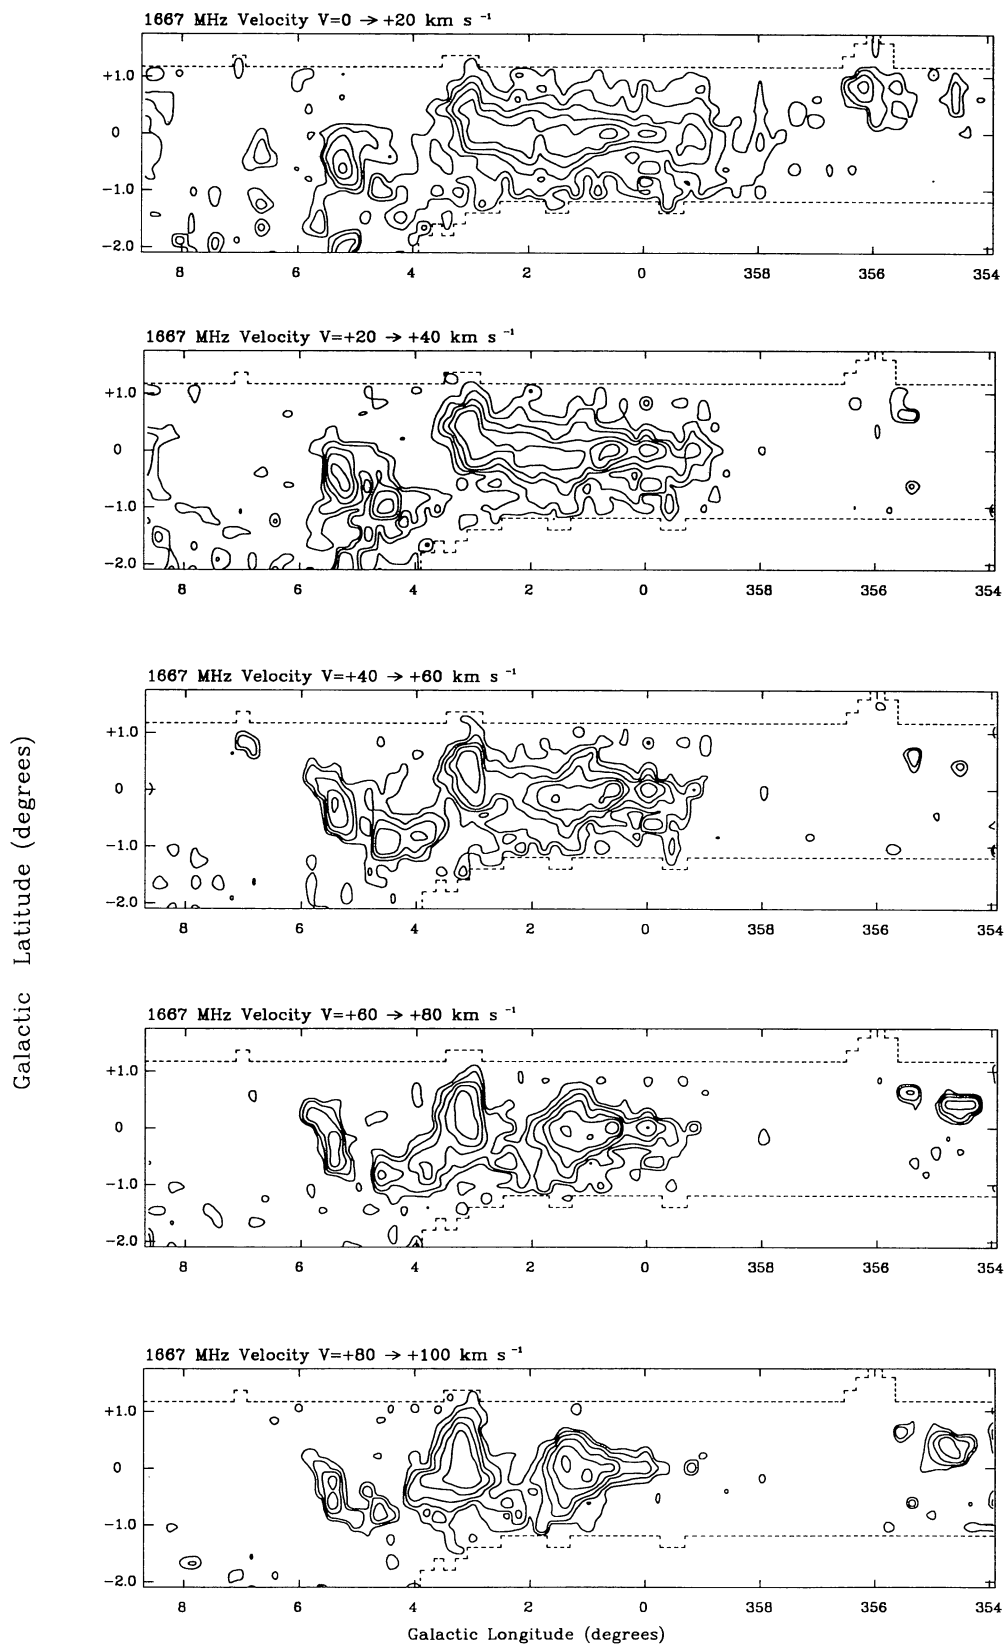 1667 MHz Velocity V=0 → +20 km s⁻¹
+1.0
0
-1.0
-2.0
8 6 4 2 0 358 356 354
1667 MHz Velocity V=+20 → +40 km s⁻¹
+1.0
0
-1.0
-2.0
8 6 4 2 0 358 356 354
1667 MHz Velocity V=+40 → +60 km s⁻¹
+1.0
0
-1.0
-2.0
8 6 4 2 0 358 356 354
1667 MHz Velocity V=+60 → +80 km s⁻¹
+1.0
0
-1.0
-2.0
8 6 4 2 0 358 356 354
1667 MHz Velocity V=+80 → +100 km s⁻¹
+1.0
0
-1.0
-2.0
8 6 4 2 0 358 356 354
Galactic Longitude (degrees)
Galactic Latitude (degrees)